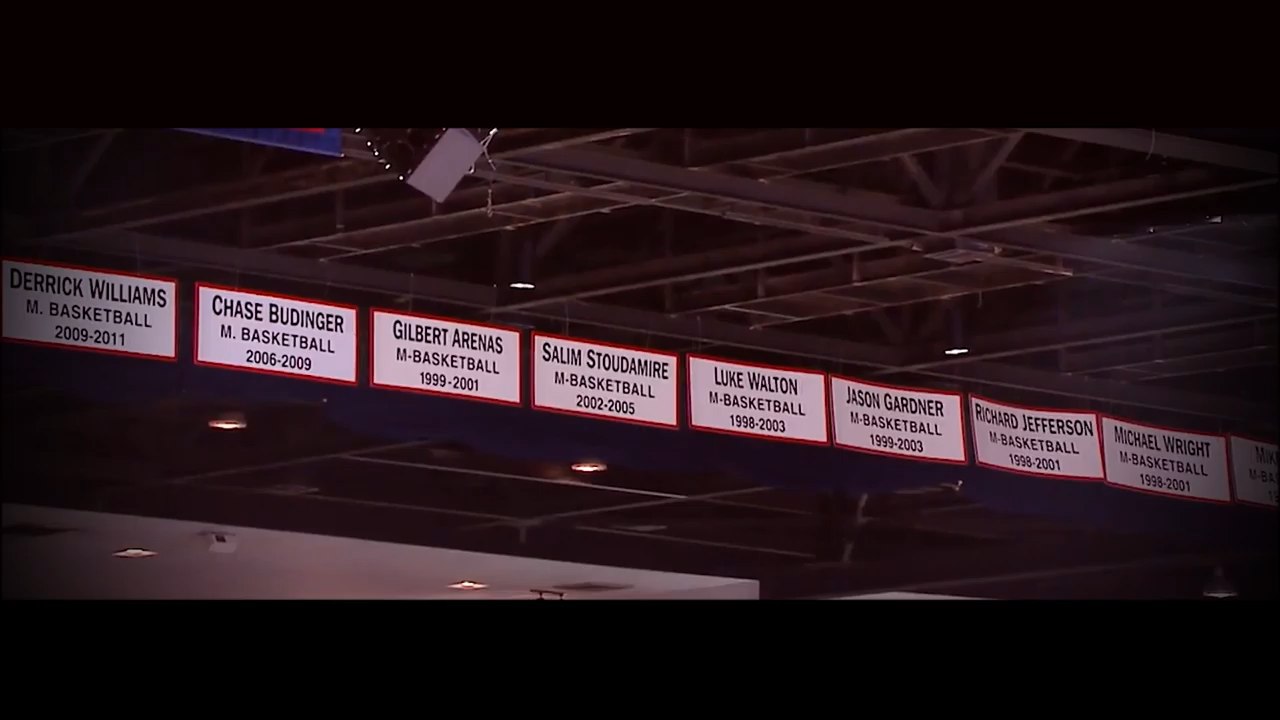 DERRICK WILLIAMS
M. BASKETBALL
2009-2011
CHASE BUDINGER
M. BASKETBALL
2006-2009
GILBERT ARENAS
M-BASKETBALL
1999-2001
SALIM STOUDAMIRE
M-BASKETBALL
2002-2005
LUKE WALTON
M-BASKETBALL
1998-2003
JASON GARDNER
M-BASKETBALL
1999-2003
RICHARD JEFFERSON
M-BASKETBALL
1998-2001
MICHAEL WRIGHT
M-BASKETBALL
1998-2001